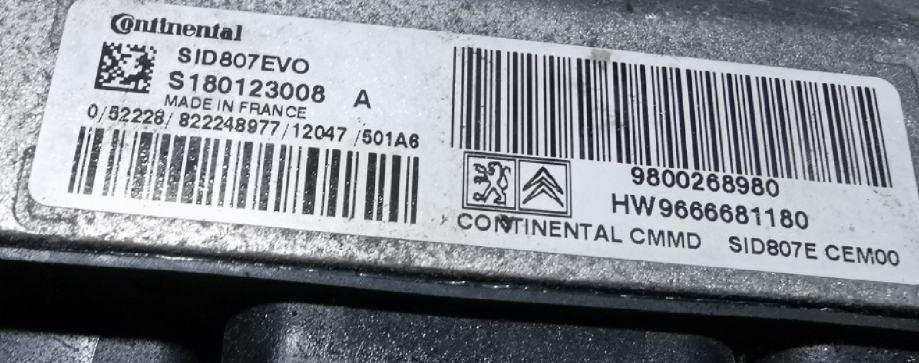 Continental
SID807EVO
S180123008 A
MADE IN FRANCE
0/52228/822248977/12047/501A6
9800268980
HW9666681180
CONTINENTAL CMMD SID807E CEM00